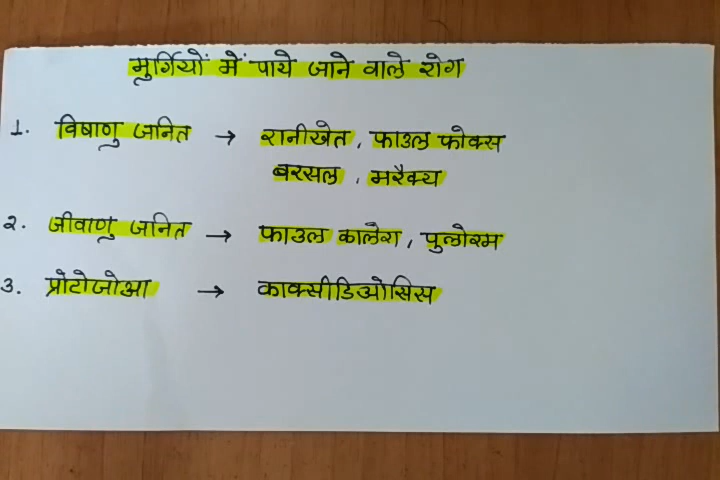 मुर्गियों में पाये जाने वाले रोग
1. विषाणु जनित → रानीखेत, फाउल फोक्स
बरसल, मरैक्य
2. जीवाणु जनित → फाउल कालेरा, पुलोरम
3. प्रोटोजोआ → काक्सीडिओसिस